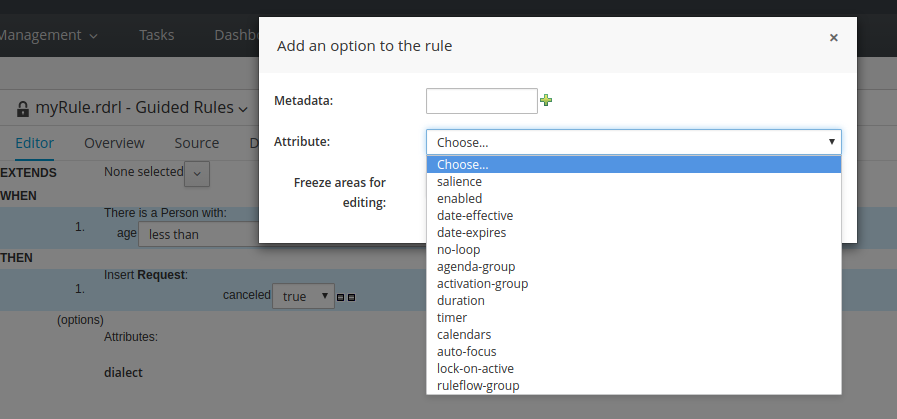 Management Tasks Dashb
Add an option to the rule ×
myRule.rdrl - Guided Rules
Editor Overview Source D
EXTENDS None selected
WHEN
There is a Person with:
1. age less than
THEN
1. Insert Request:
canceled true
(options)
Attributes:
dialect
Metadata:
Attribute: Choose...
Freeze areas for
editing:
Choose...
salience
enabled
date-effective
date-expires
no-loop
agenda-group
activation-group
duration
timer
calendars
auto-focus
lock-on-active
ruleflow-group